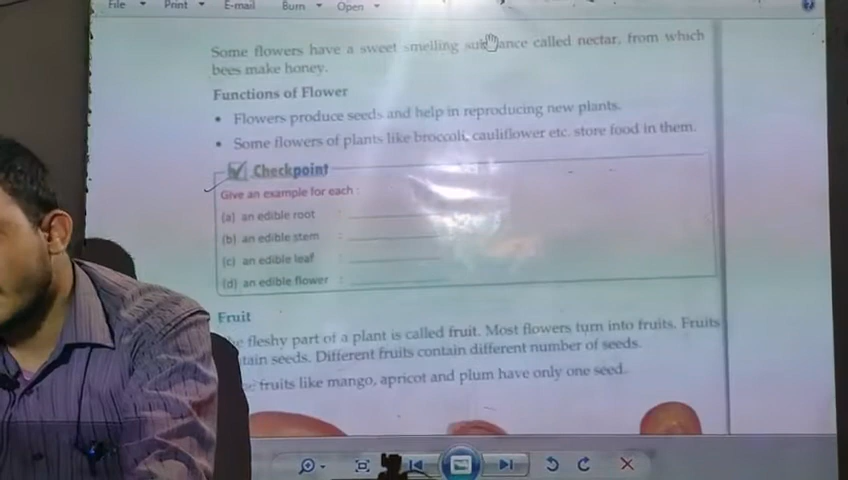 File Print E-mail Burn Open
Some flowers have a sweet smelling called nectar, from which
bees make honey.
Functions of Flower
• Flowers produce seeds and help in reproducing new plants.
• Some flowers of plants like broccoli, cauliflower etc. store food in them.
Checkpoint
Give an example for each :
(a) an edible root :
(b) an edible stem :
(c) an edible leaf :
(d) an edible flower :
Fruit
fleshy part of a plant is called fruit. Most flowers turn into fruits. Fruits
seeds. Different fruits contain different number of seeds.
fruits like mango, apricot and plum have only one seed.